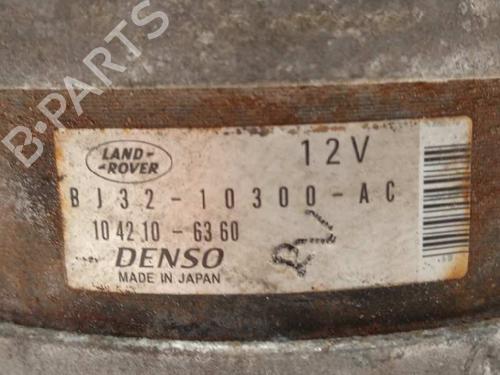 B-PARTS
LAND-
ROVER
12V
BJ32-10300-AC
104210-6360
DENSO
MADE IN JAPAN